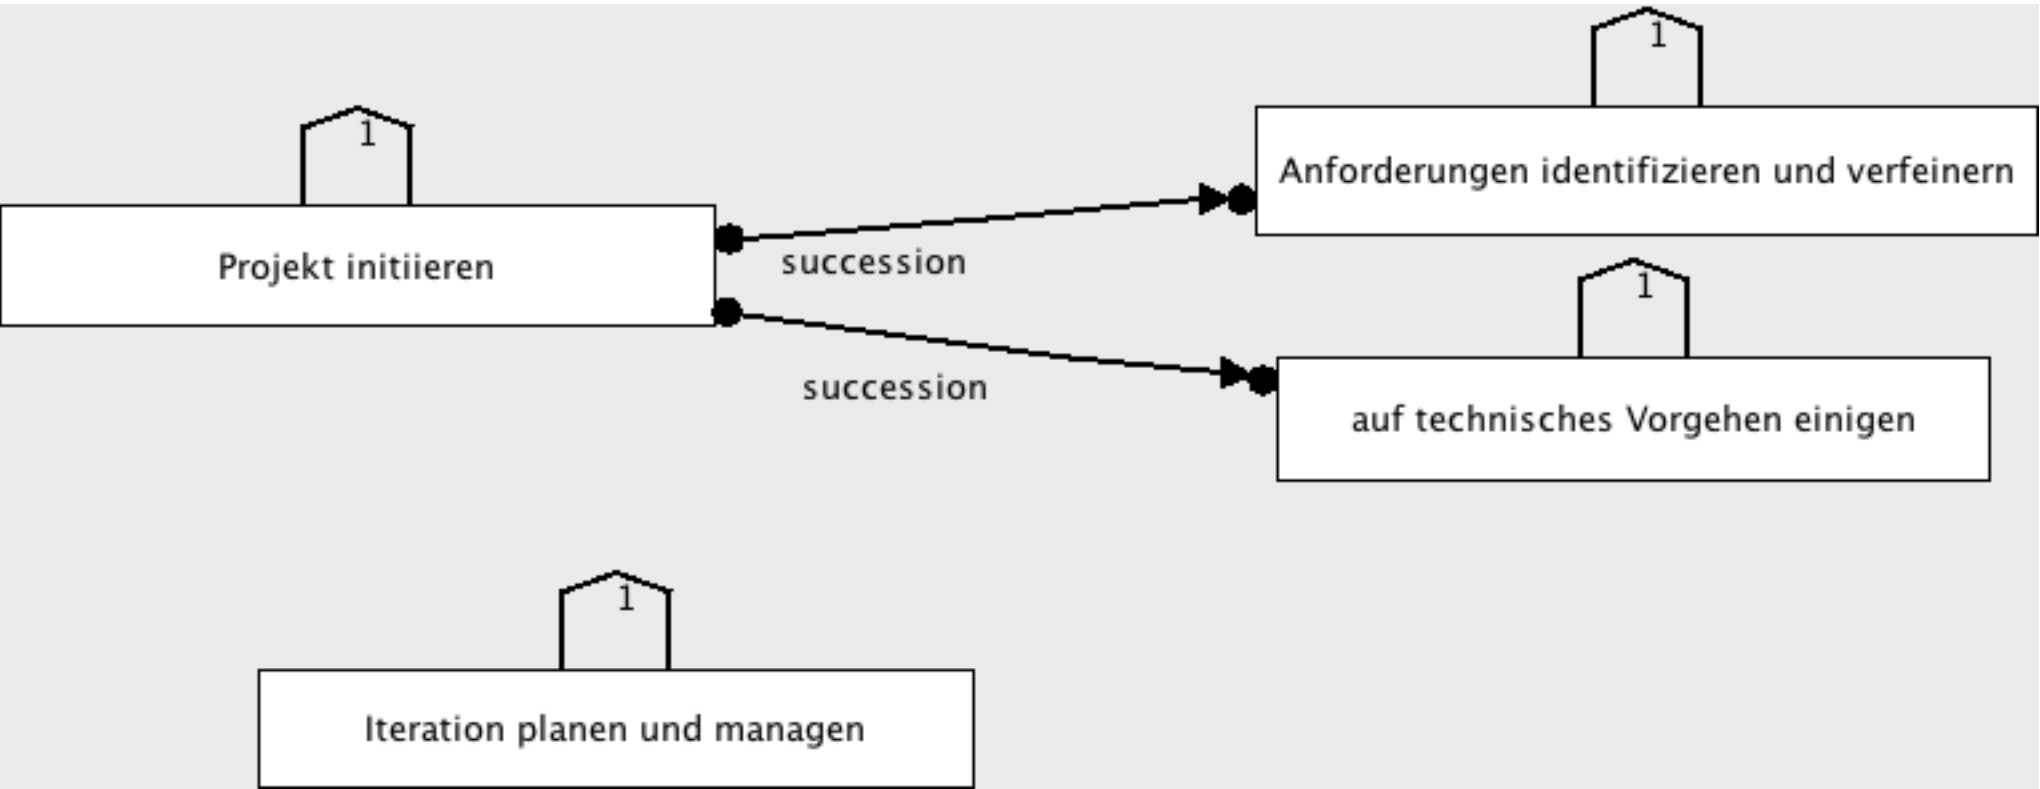 1
Anforderungen identifizieren und verfeinern
1
Projekt initiieren
succession
1
succession
auf technisches Vorgehen einigen
1
Iteration planen und managen